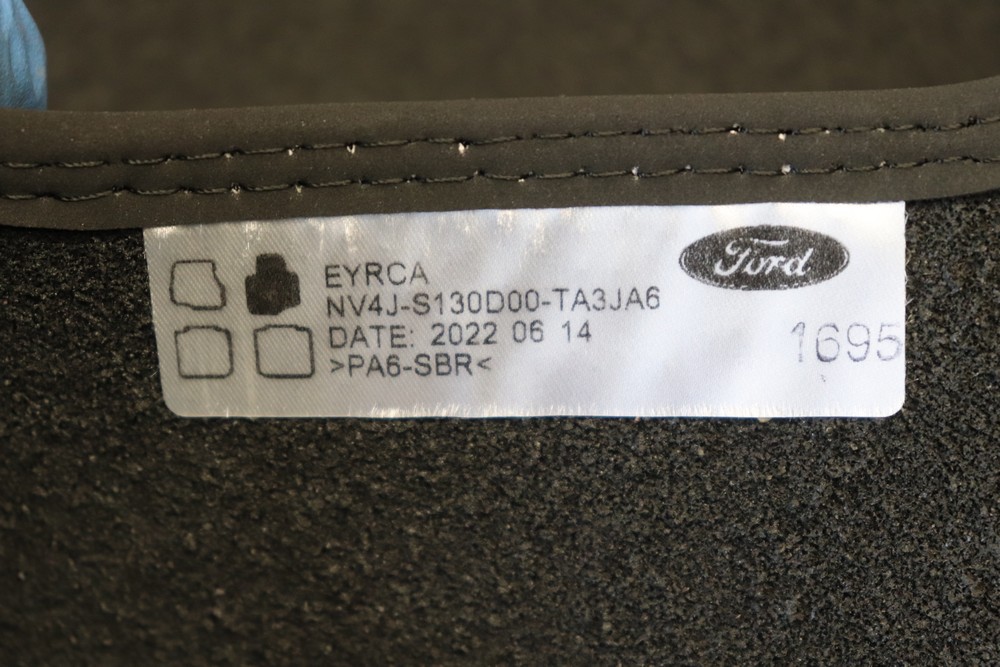 Ford
EYRCA
NV4J-S130D00-TA3JA6
DATE: 2022 06 14
>PA6-SBR<
1695